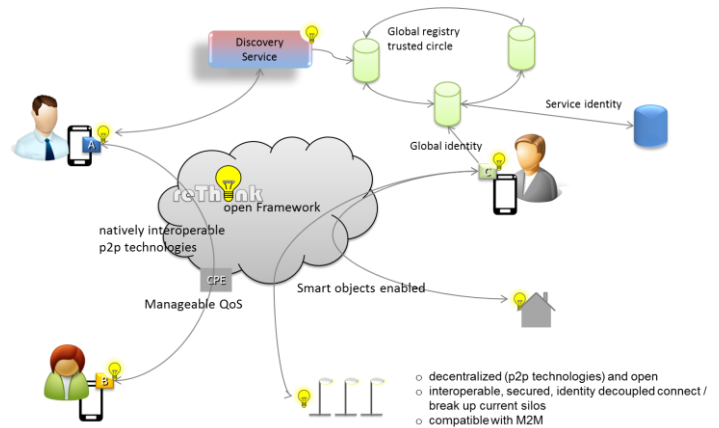 Discovery
Service
Global registry
trusted circle
Service identity
Global identity
A
C
reThink
open Framework
natively interoperable
p2p technologies
CPE
Manageable QoS
Smart objects enabled
B
o decentralized (p2p technologies) and open
o interoperable, secured, identity decoupled connect /
break up current silos
o compatible with M2M